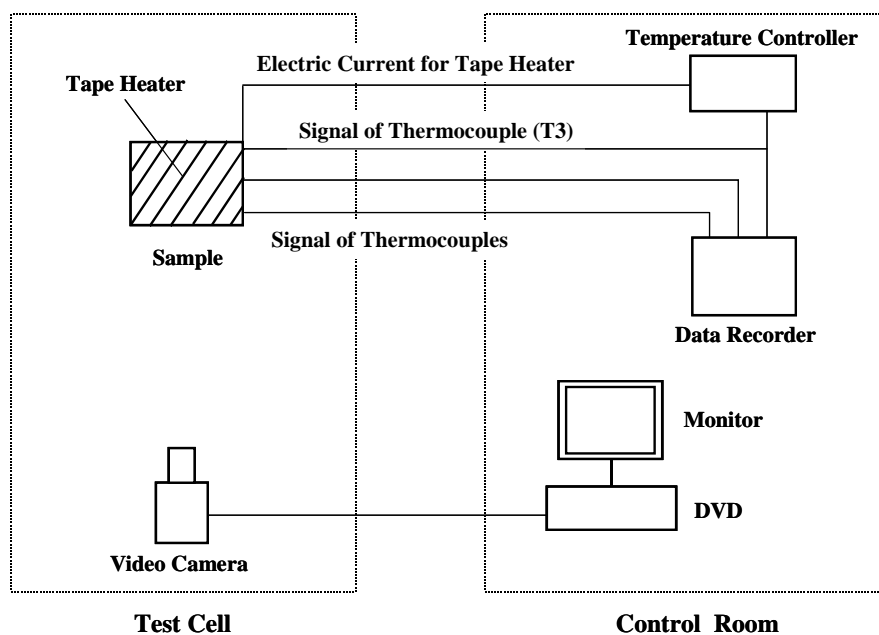 Temperature Controller
Electric Current for Tape Heater
Tape Heater
Signal of Thermocouple (T3)
Signal of Thermocouples
Sample
Data Recorder
Monitor
DVD
Video Camera
Test Cell
Control Room